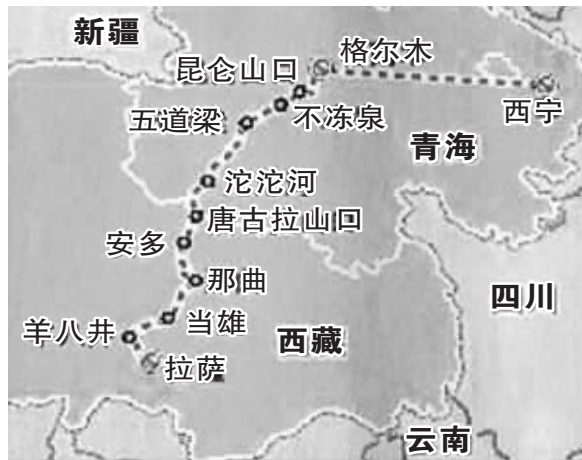 新疆
格尔木
昆仑山口
西宁
五道梁
不冻泉
青海
沱沱河
唐古拉山口
安多
那曲
四川
当雄
羊八井
西藏
拉萨
云南